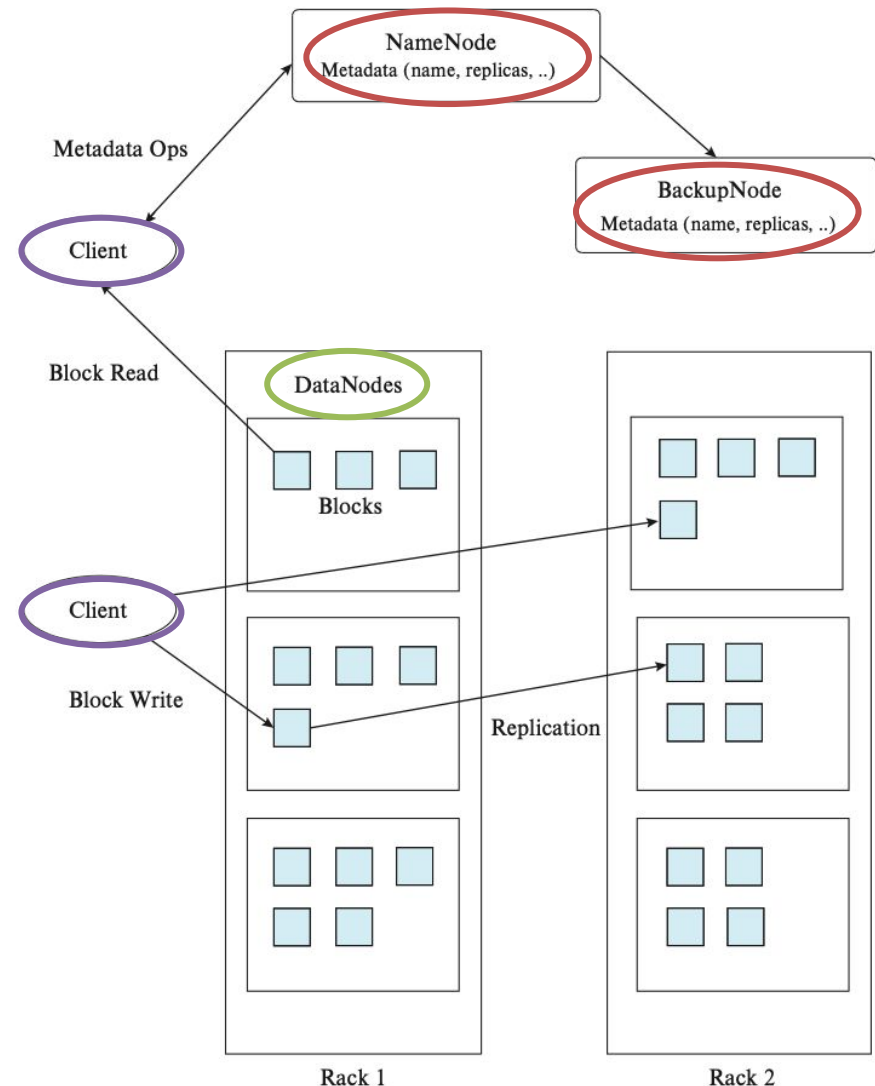 NameNode
Metadata (name, replicas, ..)
Metadata Ops
BackupNode
Metadata (name, replicas, ..)
Client
Block Read
DataNodes
Blocks
Client
Block Write
Replication
Rack 1
Rack 2